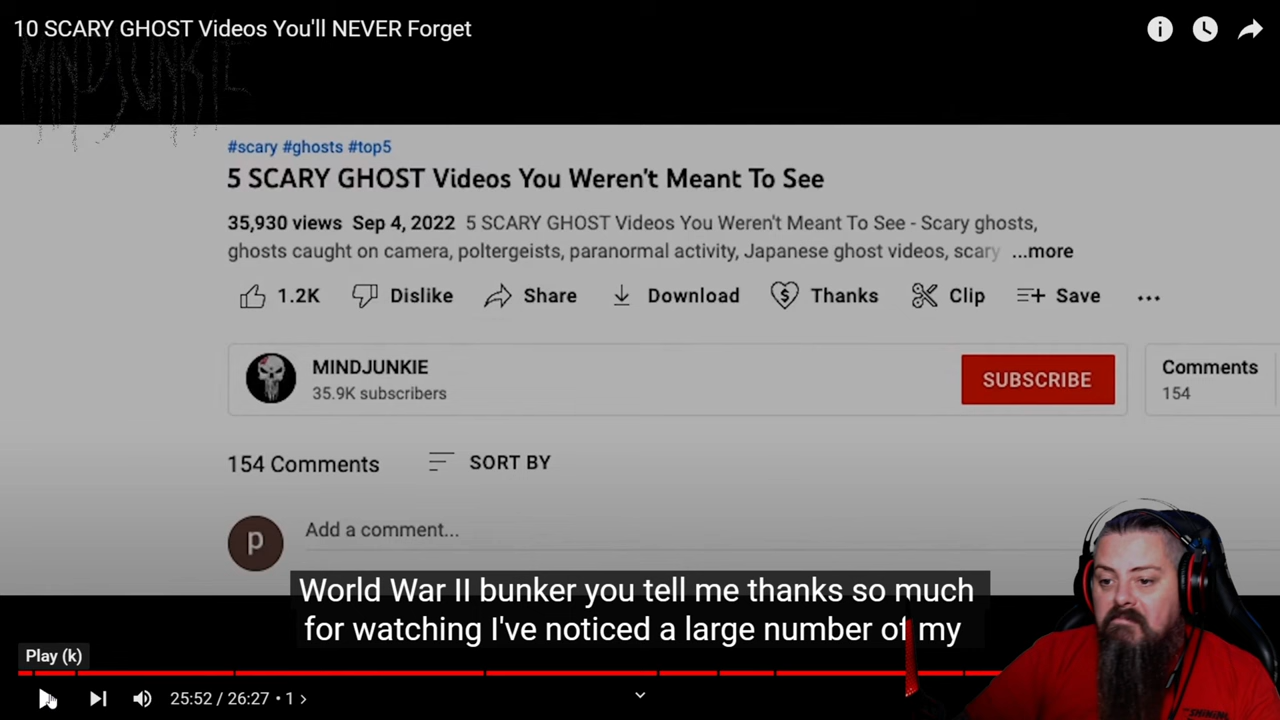 10 SCARY GHOST Videos You'll NEVER Forget
MINDJUNKIE
#scary #ghosts #top5
5 SCARY GHOST Videos You Weren't Meant To See
35,930 views Sep 4, 2022 5 SCARY GHOST Videos You Weren't Meant To See - Scary ghosts,
ghosts caught on camera, poltergeists, paranormal activity, Japanese ghost videos, scary ...more
1.2K Dislike Share Download Thanks Clip Save
MINDJUNKIE
35.9K subscribers
SUBSCRIBE
Comments
154
154 Comments SORT BY
p
Add a comment...
World War II bunker you tell me thanks so much
for watching I've noticed a large number of my
Play (k)
25:52 / 26:27 • 1 >